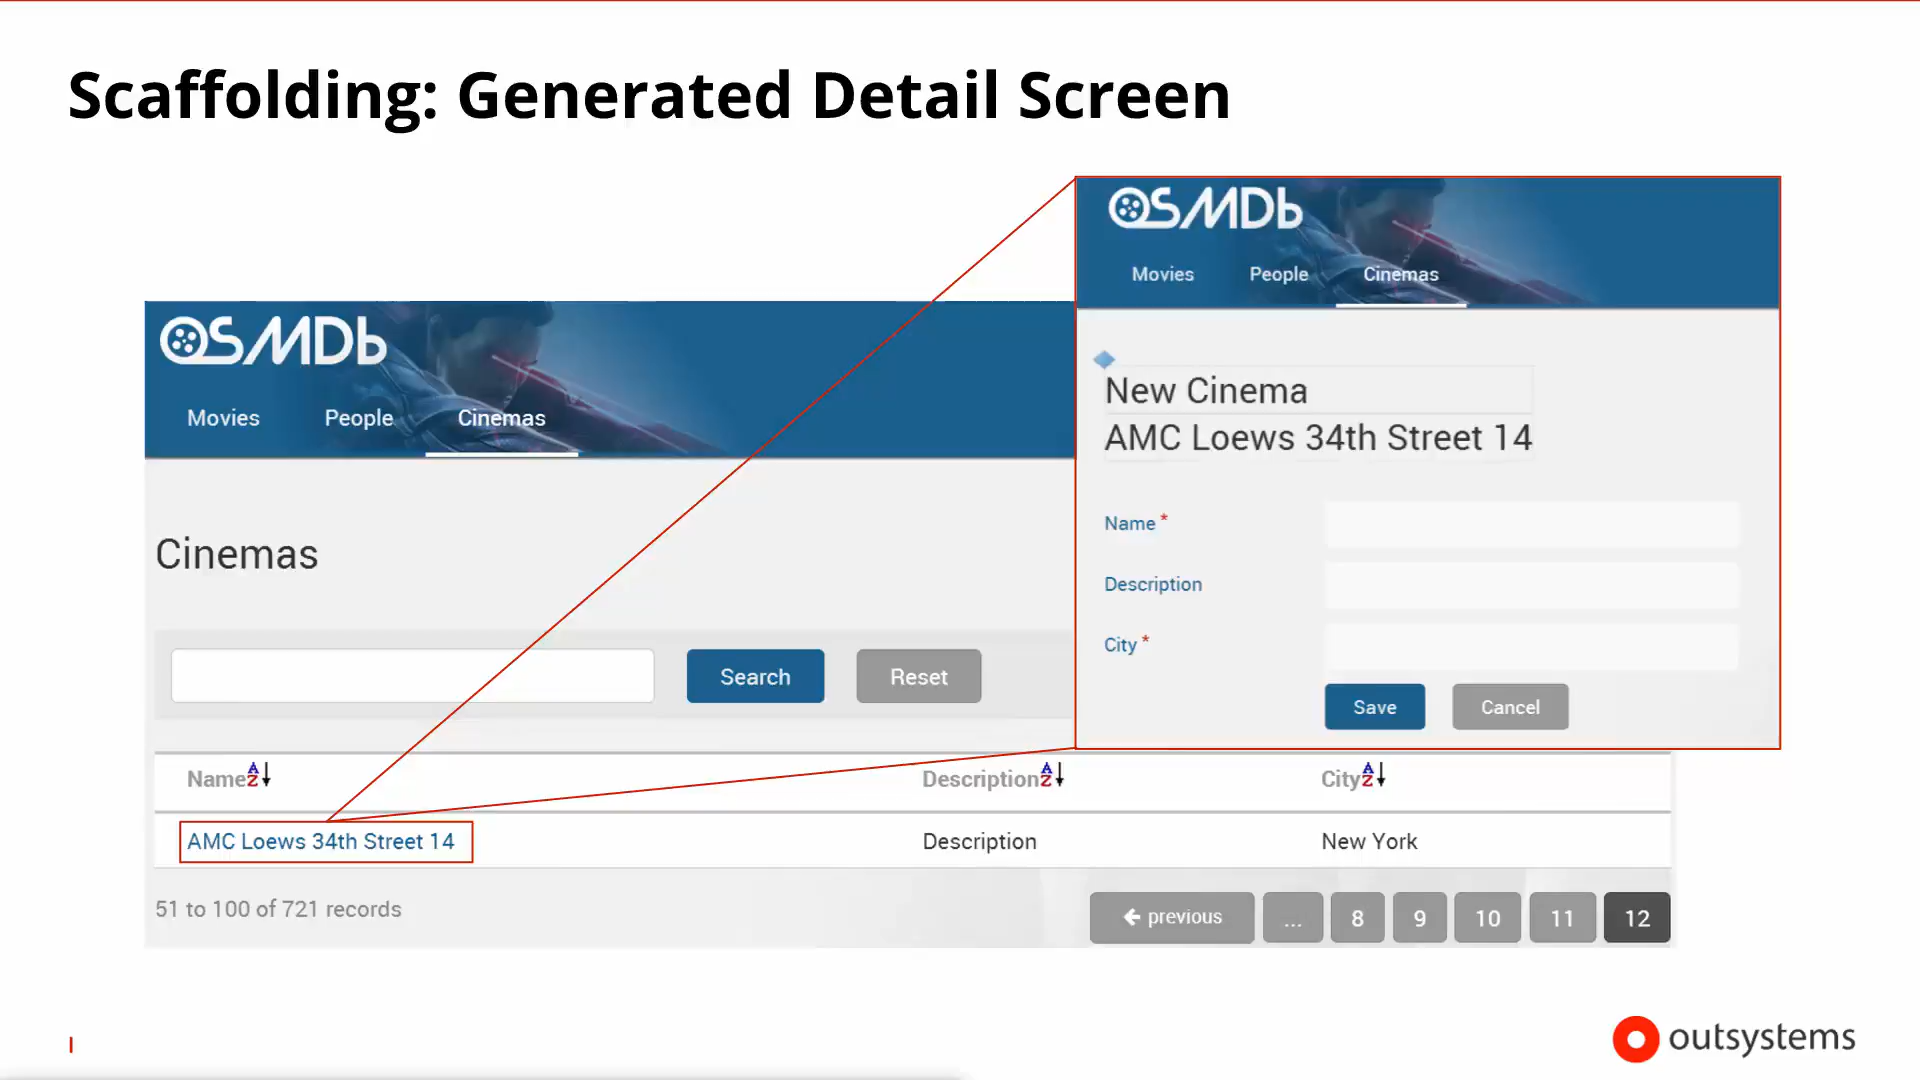 Scaffolding: Generated Detail Screen
OSMDb
Movies People Cinemas
Cinemas
Search Reset
Name Description City
AMC Loews 34th Street 14 Description New York
51 to 100 of 721 records
previous ... 8 9 10 11 12
OSMDb
Movies People Cinemas
New Cinema
AMC Loews 34th Street 14
Name *
Description
City *
Save Cancel
outsystems